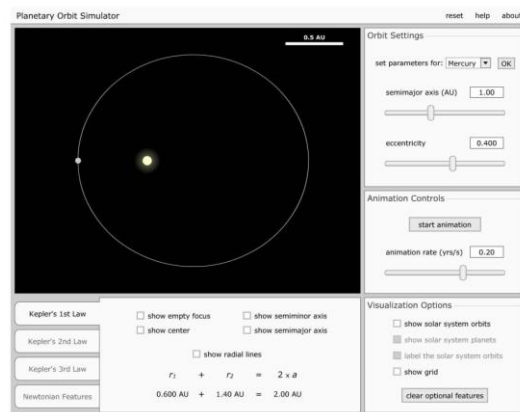 Planetary Orbit Simulator
reset help about
0.5 AU
Orbit Settings
set parameters for: Mercury OK
semimajor axis (AU) 1.00
eccentricity 0.400
Animation Controls
start animation
animation rate (yrs/s) 0.20
Kepler's 1st Law
Kepler's 2nd Law
Kepler's 3rd Law
Newtonian Features
show empty focus show semiminor axis
show center show semimajor axis
show radial lines
r₁ + r₂ = 2 x a
0.600 AU + 1.40 AU = 2.00 AU
Visualization Options
show solar system orbits
show solar system planets
label the solar system orbits
show grid
clear optional features